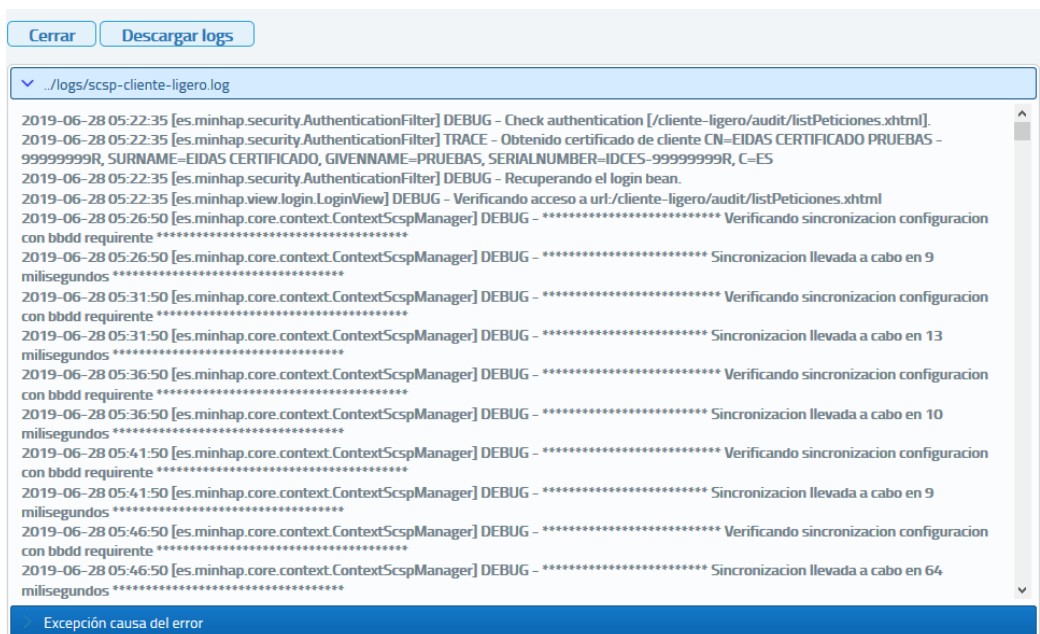 Cerrar Descargar logs
../logs/scsp-cliente-ligero.log
2019-06-28 05:22:35 [es.minhap.security.AuthenticationFilter] DEBUG - Check authentication [/cliente-ligero/audit/listPeticiones.xhtml].
2019-06-28 05:22:35 [es.minhap.security.AuthenticationFilter] TRACE - Obtenido certificado de cliente CN=EIDAS CERTIFICADO PRUEBAS -
99999999R, SURNAME=EIDAS CERTIFICADO, GIVENNAME=PRUEBAS, SERIALNUMBER=IDCES-99999999R, C=ES
2019-06-28 05:22:35 [es.minhap.security.AuthenticationFilter] DEBUG - Recuperando el login bean.
2019-06-28 05:22:35 [es.minhap.view.login.LoginView] DEBUG - Verificando acceso a url:/cliente-ligero/audit/listPeticiones.xhtml
2019-06-28 05:26:50 [es.minhap.core.context.ContextScspManager] DEBUG - *************************** Verificando sincronizacion configuracion
con bbdd requirente **************************************
2019-06-28 05:26:50 [es.minhap.core.context.ContextScspManager] DEBUG - ************************* Sincronizacion llevada a cabo en 9
milisegundos ***********************************
2019-06-28 05:31:50 [es.minhap.core.context.ContextScspManager] DEBUG - *************************** Verificando sincronizacion configuracion
con bbdd requirente **************************************
2019-06-28 05:31:50 [es.minhap.core.context.ContextScspManager] DEBUG - ************************* Sincronizacion llevada a cabo en 13
milisegundos ***********************************
2019-06-28 05:36:50 [es.minhap.core.context.ContextScspManager] DEBUG - *************************** Verificando sincronizacion configuracion
con bbdd requirente **************************************
2019-06-28 05:36:50 [es.minhap.core.context.ContextScspManager] DEBUG - ************************* Sincronizacion llevada a cabo en 10
milisegundos ***********************************
2019-06-28 05:41:50 [es.minhap.core.context.ContextScspManager] DEBUG - *************************** Verificando sincronizacion configuracion
con bbdd requirente **************************************
2019-06-28 05:41:50 [es.minhap.core.context.ContextScspManager] DEBUG - ************************* Sincronizacion llevada a cabo en 9
milisegundos ***********************************
2019-06-28 05:46:50 [es.minhap.core.context.ContextScspManager] DEBUG - *************************** Verificando sincronizacion configuracion
con bbdd requirente **************************************
2019-06-28 05:46:50 [es.minhap.core.context.ContextScspManager] DEBUG - ************************* Sincronizacion llevada a cabo en 64
milisegundos ***********************************
Excepción causa del error